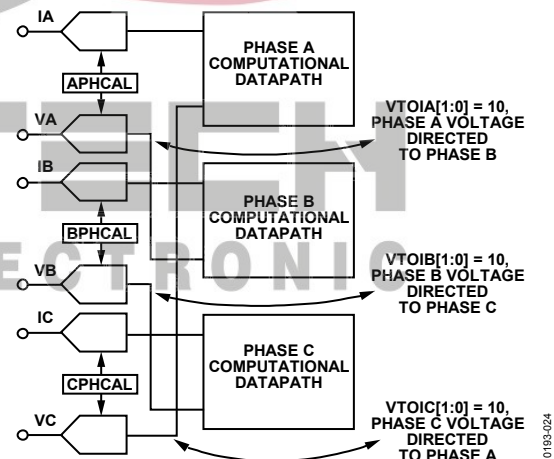 IA
PHASE A
COMPUTATIONAL
DATAPATH
APHCAL
VTOIA[1:0] = 10,
PHASE A VOLTAGE
DIRECTED
TO PHASE B
VA
IB
PHASE B
COMPUTATIONAL
DATAPATH
BPHCAL
VTOIB[1:0] = 10,
PHASE B VOLTAGE
DIRECTED
TO PHASE C
VB
IC
PHASE C
COMPUTATIONAL
DATAPATH
CPHCAL
VTOIC[1:0] = 10,
PHASE C VOLTAGE
DIRECTED
TO PHASE A
VC
0193-024
TECH
ECTRONIC